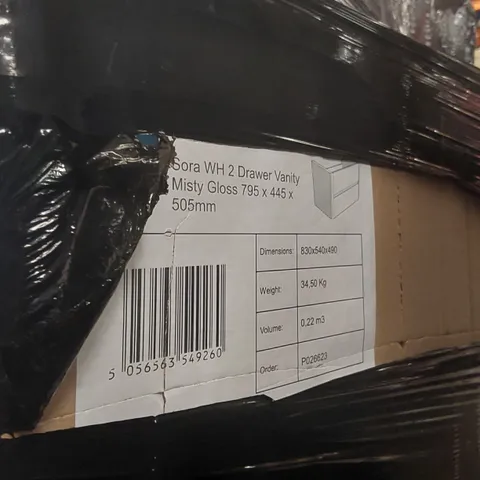 Sora WH 2 Drawer Vanity
Misty Gloss 795 x 445 x
505mm
Dimensions: 830x540x490
Weight: 34,50 Kg
Volume: 0,22 m3
Order: P026623
5 056563 549260